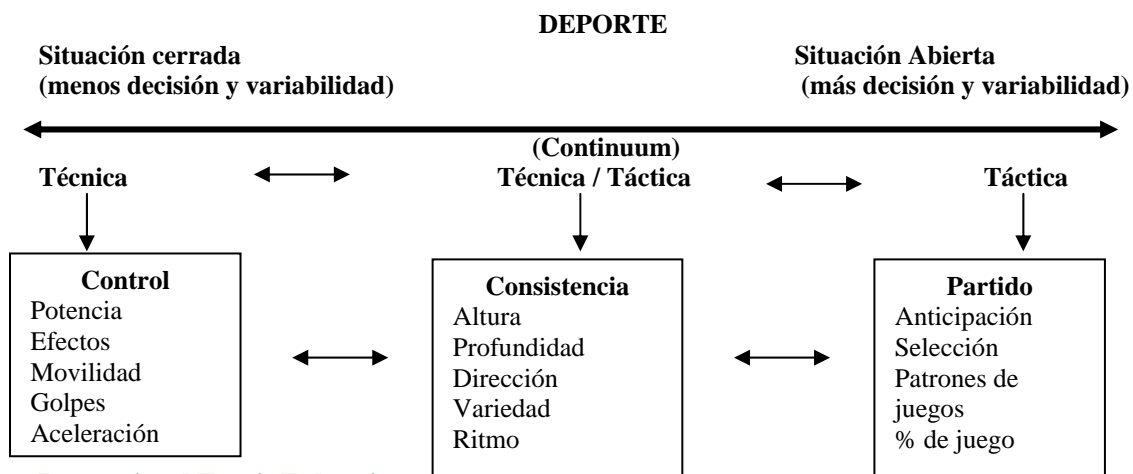 DEPORTE
Situación cerrada
(menos decisión y variabilidad)
Situación Abierta
(más decisión y variabilidad)
(Continuum)
Técnica
Técnica / Táctica
Táctica
Control
Potencia
Efectos
Movilidad
Golpes
Aceleración
Consistencia
Altura
Profundidad
Dirección
Variedad
Ritmo
Partido
Anticipación
Selección
Patrones de
juegos
% de juego